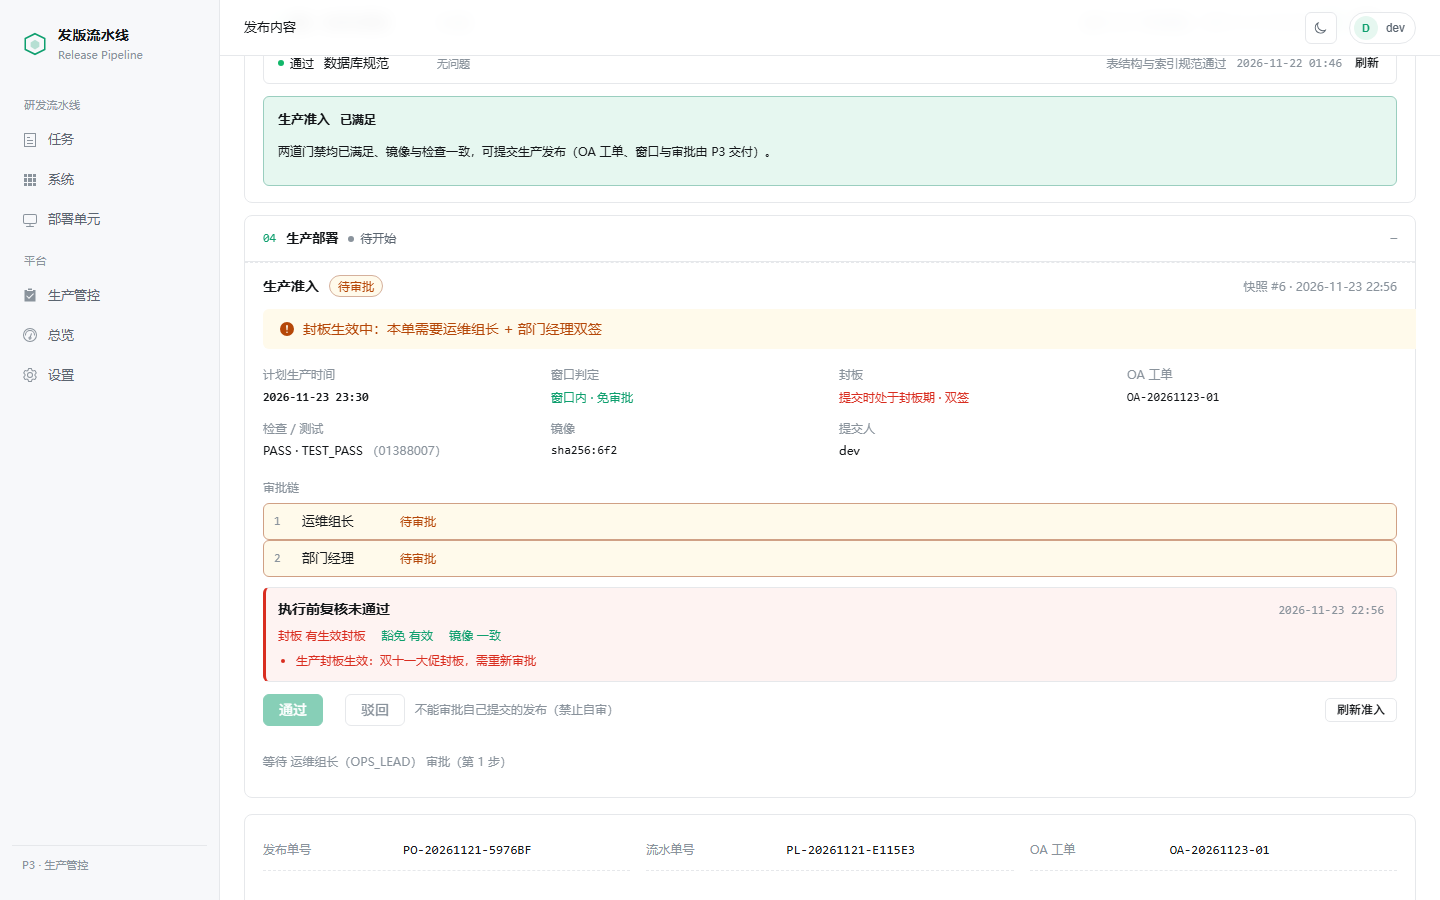 发版流水线
Release Pipeline
研发流水线
任务
系统
部署单元
平台
生产管控
总览
设置
P3 · 生产管控
发布内容
D dev
通过 数据库规范 无问题 表结构与索引规范通过 2026-11-22 01:46 刷新
生产准入 已满足
两道门禁均已满足、镜像与检查一致，可提交生产发布（OA 工单、窗口与审批由 P3 交付）。
04 生产部署 待开始 –
生产准入 待审批 快照 #6 · 2026-11-23 22:56
封板生效中：本单需要运维组长 + 部门经理双签
计划生产时间 窗口判定 封板 OA 工单
2026-11-23 23:30 窗口内 · 免审批 提交时处于封板期 · 双签 OA-20261123-01
检查 / 测试 镜像 提交人
PASS · TEST_PASS （01388007） sha256:6f2 dev
审批链
1 运维组长 待审批
2 部门经理 待审批
执行前复核未通过 2026-11-23 22:56
封板 有生效封板 豁免 有效 镜像 一致
• 生产封板生效：双十一大促封板，需重新审批
通过 驳回 不能审批自己提交的发布（禁止自审） 刷新准入
等待 运维组长（OPS_LEAD） 审批（第 1 步）
发布单号 PO-20261121-5976BF 流水单号 PL-20261121-E115E3 OA 工单 OA-20261123-01